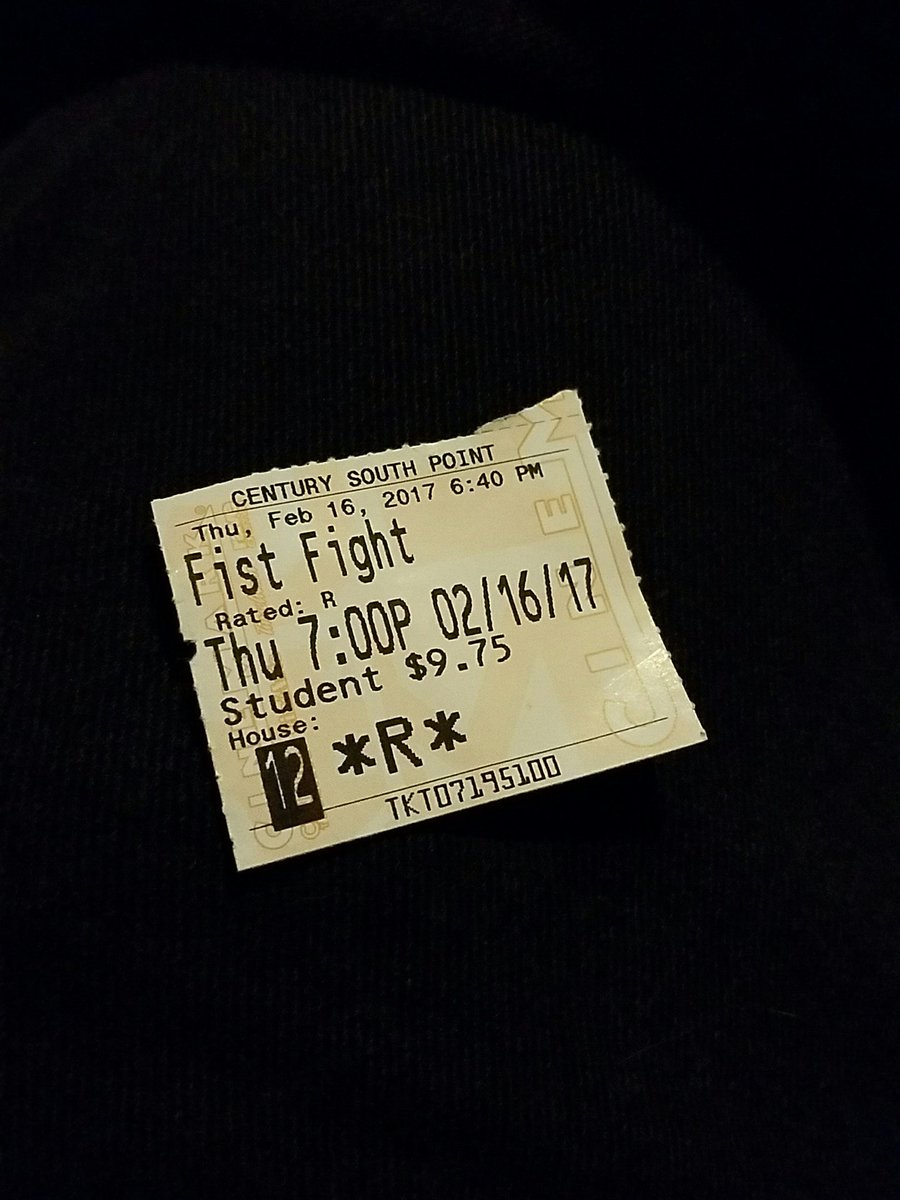 CENTURY SOUTH POINT
Thu, Feb 16, 2017 6:40 PM
Fist Fight
Rated: R
Thu 7:00P 02/16/17
Student $9.75
House:
12 *R*
TKT07195100